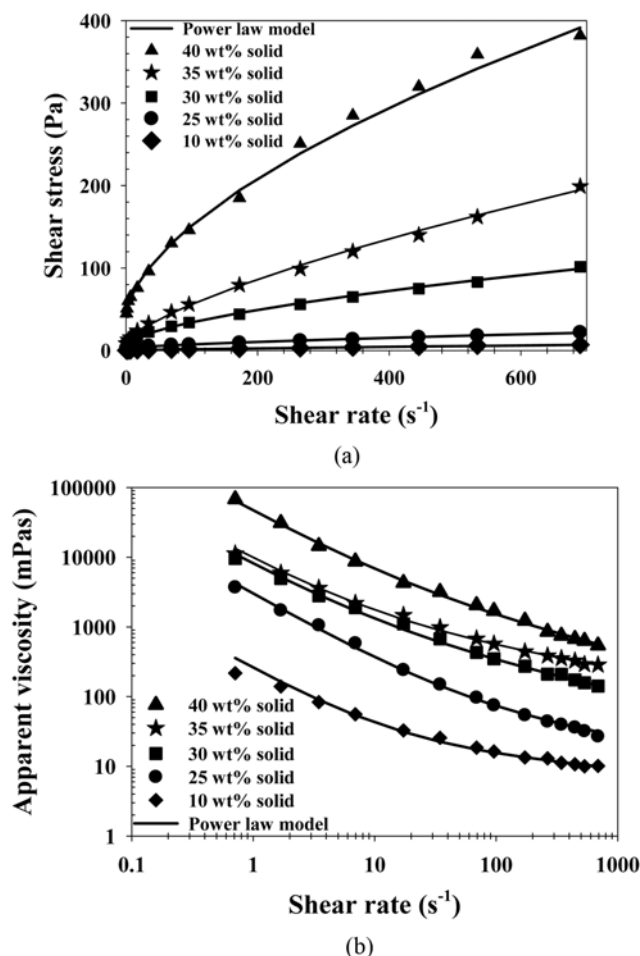 400
300
200
100
0
Shear stress (Pa)
Power law model
40 wt% solid
35 wt% solid
30 wt% solid
25 wt% solid
10 wt% solid
0 200 400 600
Shear rate (s⁻¹)
(a)
100000
10000
1000
100
10
1
Apparent viscosity (mPas)
40 wt% solid
35 wt% solid
30 wt% solid
25 wt% solid
10 wt% solid
Power law model
0.1 1 10 100 1000
Shear rate (s⁻¹)
(b)